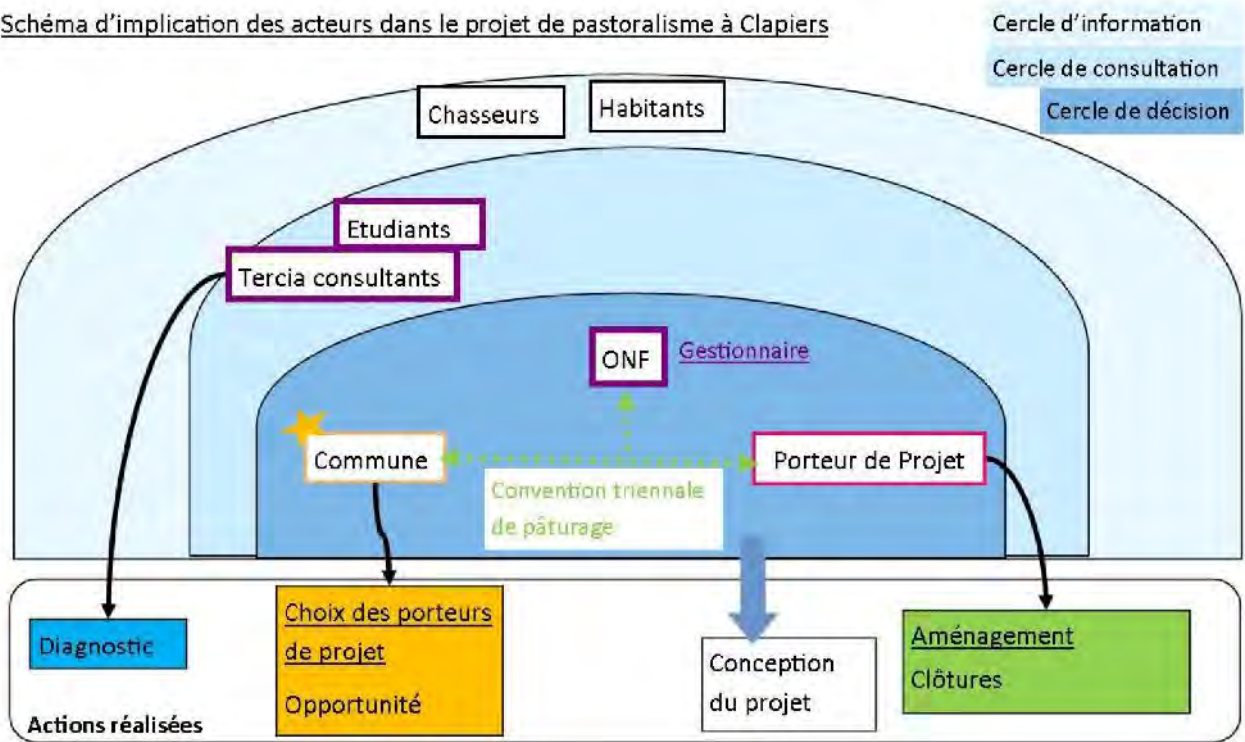 Schéma d’implication des acteurs dans le projet de pastoralisme à Clapiers
Cercle d’information
Cercle de consultation
Cercle de décision
Chasseurs
Habitants
Etudiants
Tercia consultants
ONF
Gestionnaire
Commune
Porteur de Projet
Convention triennale
de pâturage
Diagnostic
Choix des porteurs
de projet
Opportunité
Conception
du projet
Aménagement
Clôtures
Actions réalisées